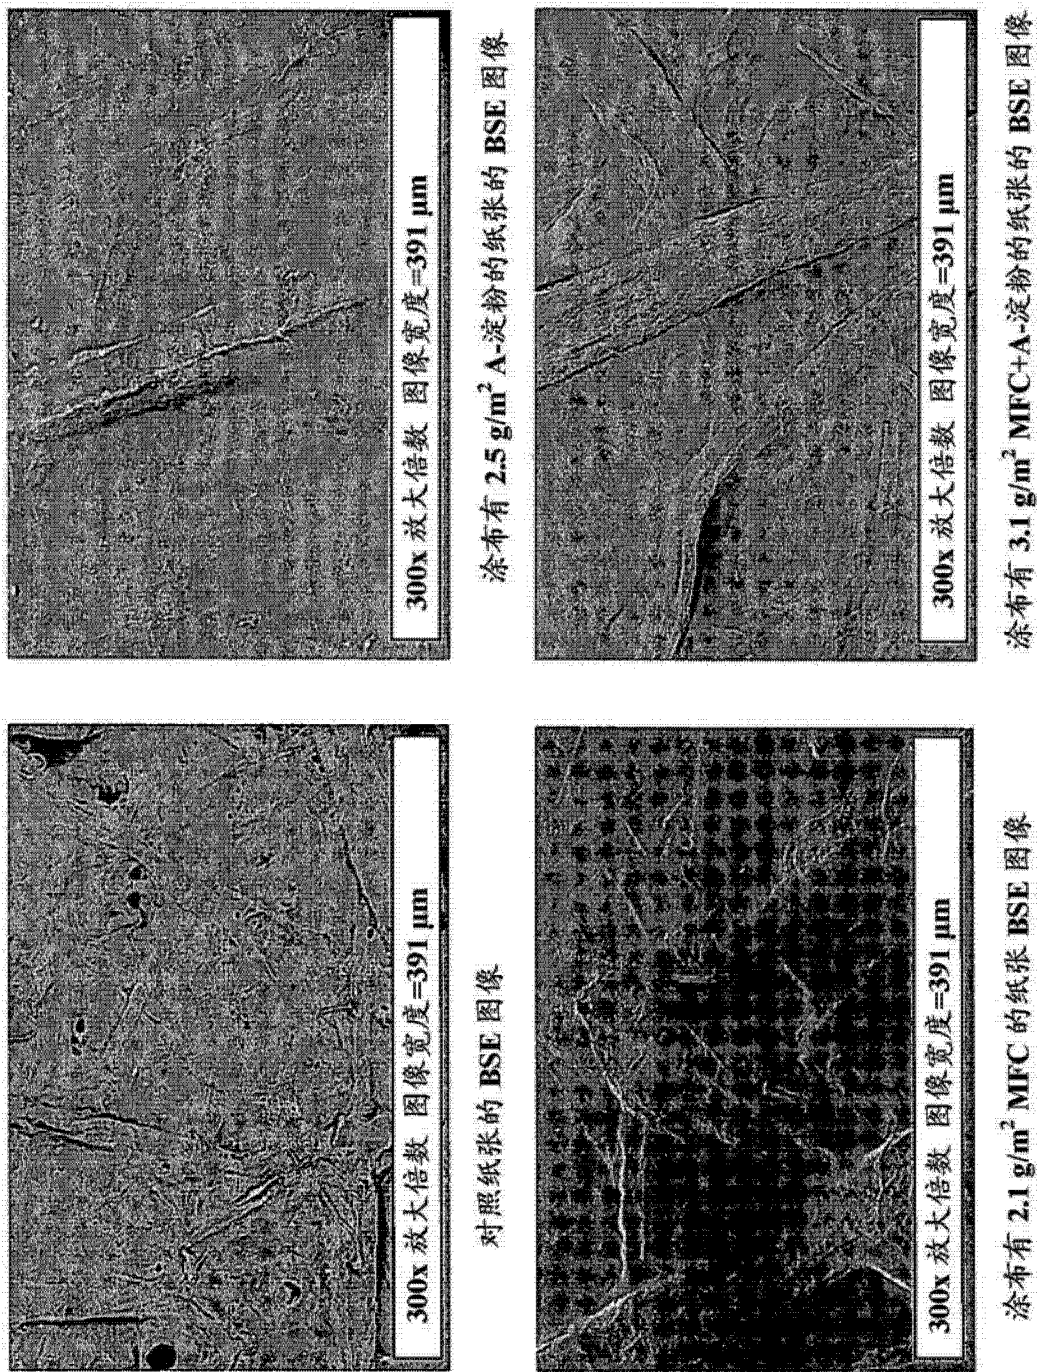 300x 放大倍数 图像宽度=391 μm
对照纸张的 BSE 图像
300x 放大倍数 图像宽度=391 μm
涂布有 2.5 g/m² A-淀粉的纸张的 BSE 图像
300x 放大倍数 图像宽度=391 μm
涂布有 2.1 g/m² MFC 的纸张 BSE 图像
300x 放大倍数 图像宽度=391 μm
涂布有 3.1 g/m² MFC+A-淀粉的纸张的 BSE 图像